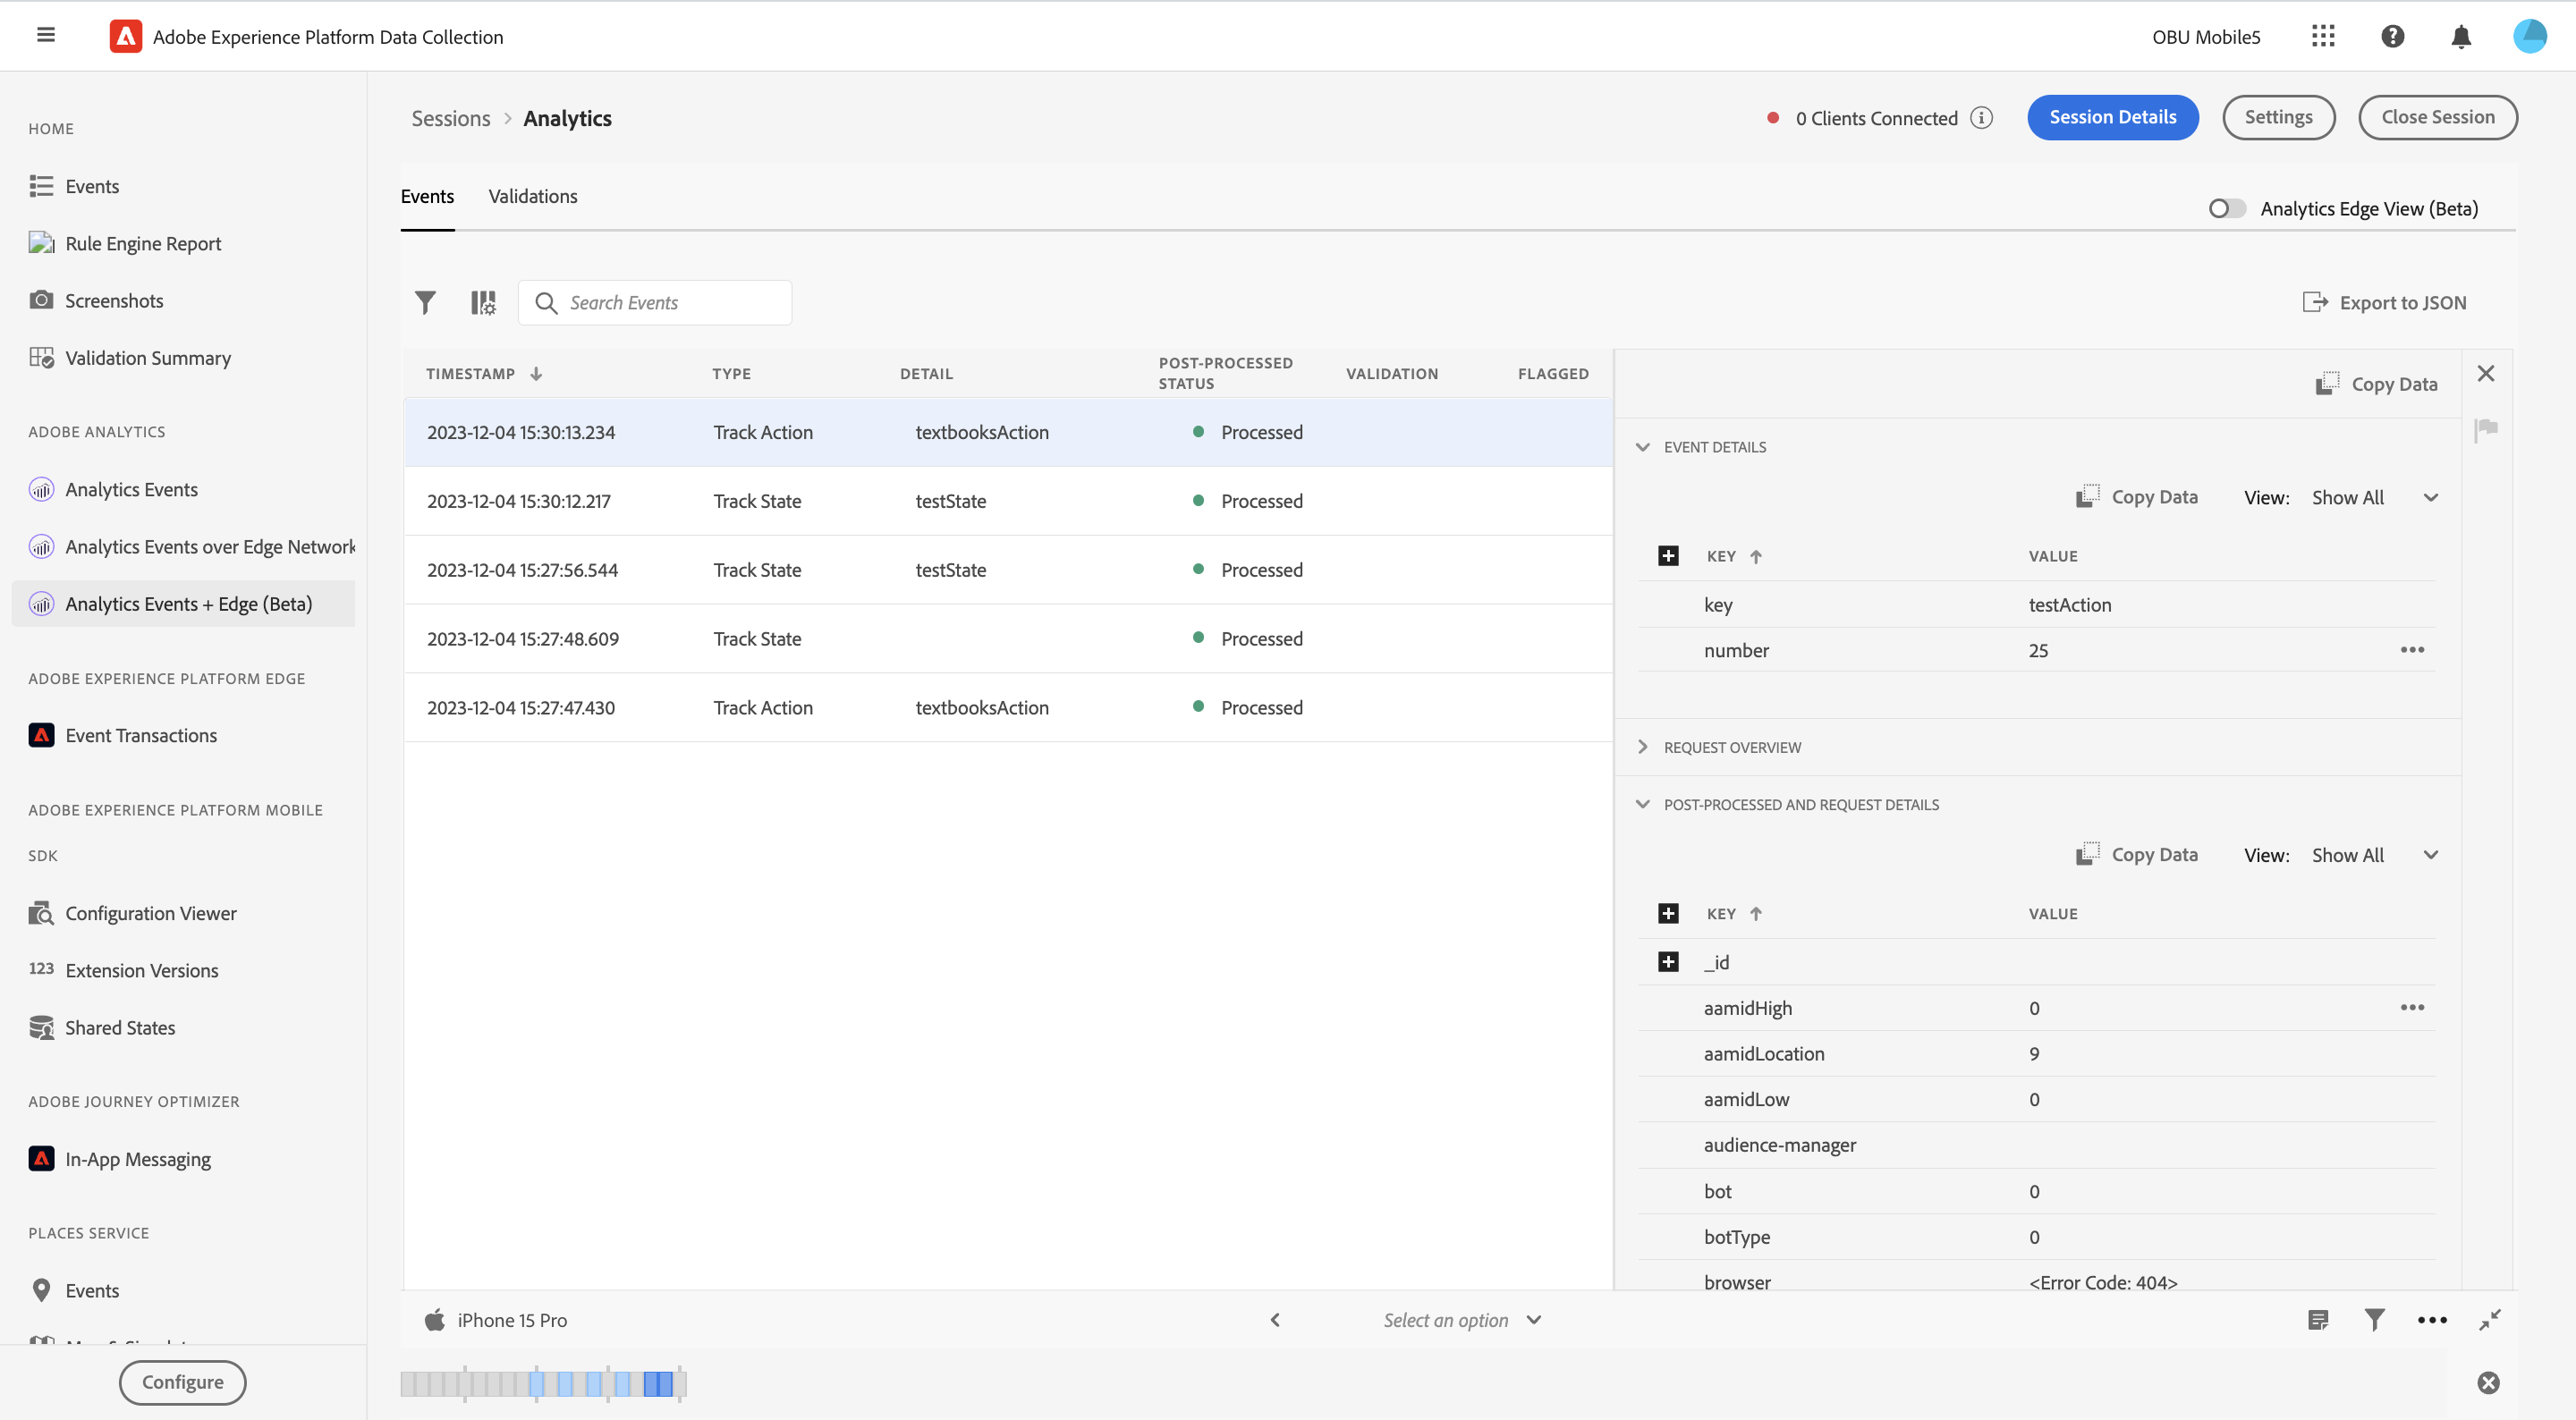 Adobe Experience Platform Data Collection
OBU Mobile5
HOME
Events
Rule Engine Report
Screenshots
Validation Summary
ADOBE ANALYTICS
Analytics Events
Analytics Events over Edge Network
Analytics Events + Edge (Beta)
ADOBE EXPERIENCE PLATFORM EDGE
Event Transactions
ADOBE EXPERIENCE PLATFORM MOBILE
SDK
Configuration Viewer
123 Extension Versions
Shared States
ADOBE JOURNEY OPTIMIZER
In-App Messaging
PLACES SERVICE
Events
Configure
Sessions > Analytics
0 Clients Connected
Session Details
Settings
Close Session
Events Validations
Analytics Edge View (Beta)
Search Events
Export to JSON
TIMESTAMP TYPE DETAIL POST-PROCESSED STATUS VALIDATION FLAGGED
2023-12-04 15:30:13.234 Track Action textbooksAction Processed
2023-12-04 15:30:12.217 Track State testState Processed
2023-12-04 15:27:56.544 Track State testState Processed
2023-12-04 15:27:48.609 Track State Processed
2023-12-04 15:27:47.430 Track Action textbooksAction Processed
Copy Data
EVENT DETAILS
Copy Data View: Show All
KEY VALUE
key testAction
number 25
REQUEST OVERVIEW
POST-PROCESSED AND REQUEST DETAILS
Copy Data View: Show All
KEY VALUE
_id
aamidHigh 0
aamidLocation 9
aamidLow 0
audience-manager
bot 0
botType 0
browser <Error Code: 404>
iPhone 15 Pro
Select an option